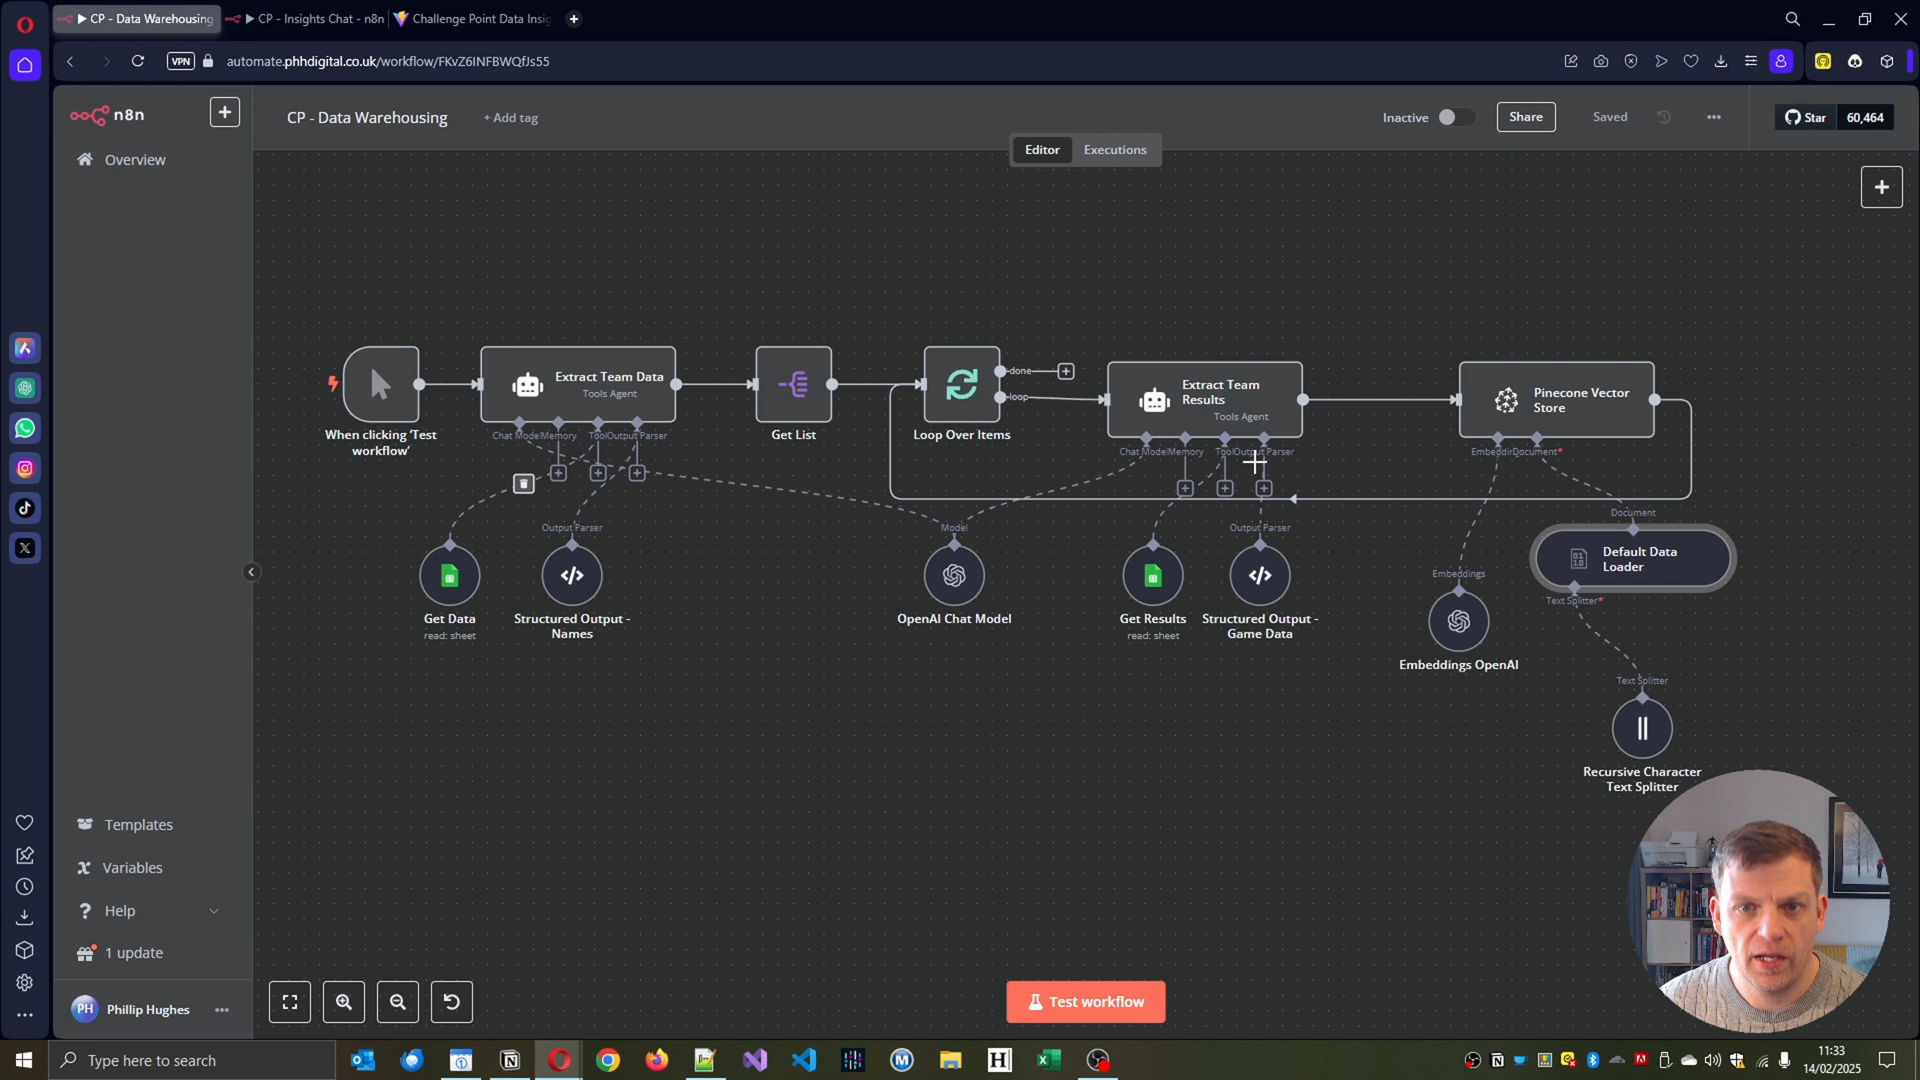 CP - Data Warehousing
CP - Insights Chat - n8n
Challenge Point Data Insig
VPN
automate.phhdigital.co.uk/workflow/FKvZ6INFBWQfJs55
n8n
CP - Data Warehousing
+ Add tag
Inactive
Share
Saved
Star
60,464
Editor
Executions
Overview
Extract Team Data
Tools Agent
Chat Model
Memory
Tool
Output Parser
When clicking ‘Test
workflow’
Get List
done
loop
Loop Over Items
Extract Team
Results
Tools Agent
Chat Model
Memory
Tool
Output Parser
Pinecone Vector
Store
Document*
Output Parser
Model
Output Parser
Document
Default Data
Loader
Embeddings
Text Splitter*
Get Data
read: sheet
Structured Output -
Names
OpenAI Chat Model
Get Results
read: sheet
Structured Output -
Game Data
Embeddings OpenAI
Text Splitter
Recursive Character
Text Splitter
Templates
Variables
Help
1 update
PH
Phillip Hughes
Test workflow
Type here to search
11:33
14/02/2025